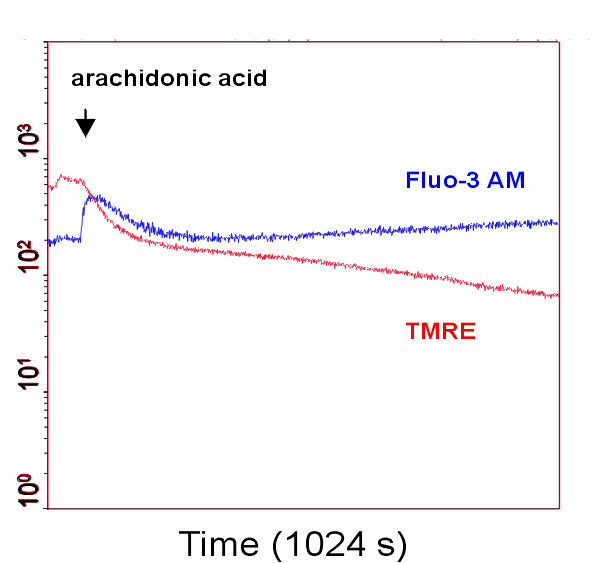 arachidonic acid
10³
Fluo-3 AM
10²
TMRE
10¹
10⁰
Time (1024 s)